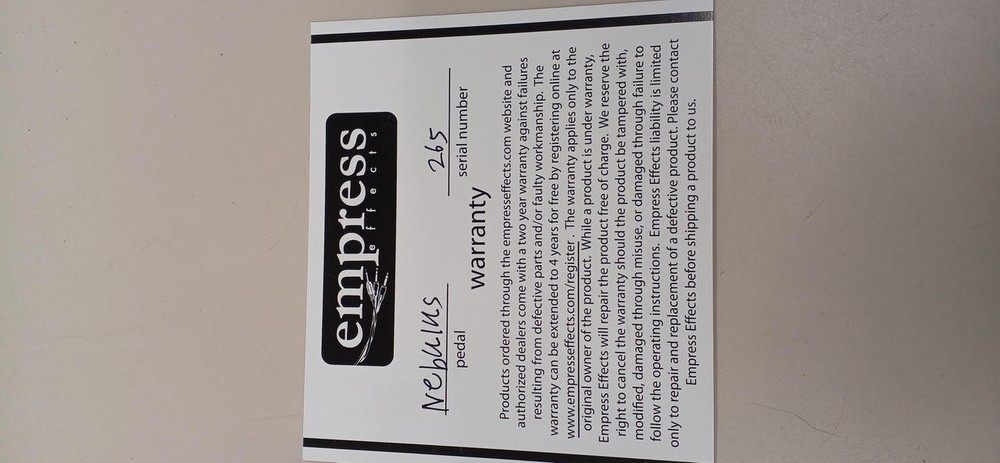 empress
effects
Nebulus 265
pedal serial number
warranty
Products ordered through the empresseffects.com website and
authorized dealers come with a two year warranty against failures
resulting from defective parts and/or faulty workmanship. The
warranty can be extended to 4 years for free by registering online at
www.empresseffects.com/register. The warranty applies only to the
original owner of the product. While a product is under warranty,
Empress Effects will repair the product free of charge. We reserve the
right to cancel the warranty should the product be tampered with,
modified, damaged through misuse, or damaged through failure to
follow the operating instructions. Empress Effects liability is limited
only to repair and replacement of a defective product. Please contact
Empress Effects before shipping a product to us.